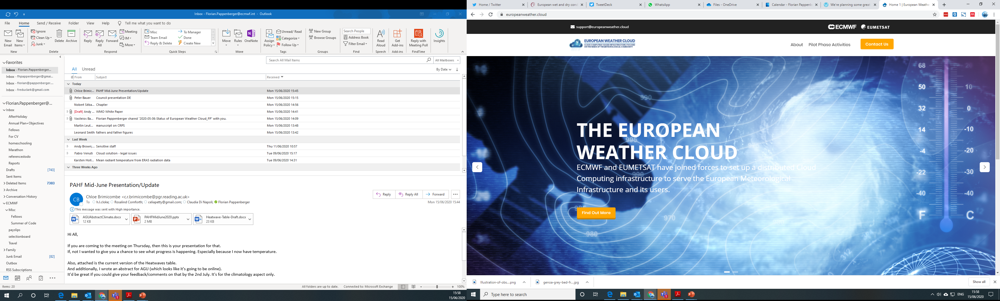 Inbox - Florian.Pappenberger@ecmwf.int - Outlook
File Home Send / Receive Folder View Help Tell me what you want to do
New Email
New Items
Ignore
Clean Up
Junk
Delete
Archive
Reply
Reply All
Forward
Meeting
IM
More
Misc
Team Email
Reply & Delete
To Manager
Done
Create New
Move
Rules
OneNote
Assign Policy
Unread/ Read
Categorize
Follow Up
New Group
Browse Groups
Search People
Address Book
Filter Email
Read Aloud
Get Add-ins
Reply with Meeting Poll
Insights
New Delete Respond Quick Steps Move Tags Groups Find Speech Add-ins FindTime
Favorites
Inbox - Florian.Pappenberger...
Inbox - fhpappenberger@gmai...
Inbox - florian@pappenberger....
Inbox - freduclark@gmail.com
Florian.Pappenberger@...
Inbox
AfterHoliday
Annual Plan+Objectives
Fellows
For CV
homeschooling
Marathon
referencestodo
Reports
Drafts [743]
Sent Items
Deleted Items 7303
Archive
Conversation History
ECMWF
Misc
Fellows
Summer of Code
payslips
selectionboard
Travel
Family
Junk Email [82]
Outbox
RSS Subscriptions
Search All Mail Items All Mailboxes
All Unread By Date
From Subject Received
Today
Chloe Brimic... PAHF Mid-June Presentation/Update Mon 15/06/2020 15:45
Peter Bauer Council presentation DE Mon 15/06/2020 15:15
Nobert Séba... Chapter Mon 15/06/2020 14:56
[Draft] Andy ... WMO White Paper Mon 15/06/2020 14:41
Vasileios Ba... Florian Pappenberger shared "2020-05-06-Status of European Weather Cloud_FP" with you. Mon 15/06/2020 14:09
Martin Leut... manuscript on CRPS Mon 15/06/2020 13:48
Leonard Smith fathers and father figures Mon 15/06/2020 13:42
Last Week
Andy Brown;... Sensitive staff Thu 11/06/2020 10:57
Fabio Venuti Cloud solution - legal issues Tue 09/06/2020 15:17
Karsten Holl... Mean radiant temperature from ERA5 radiation data Tue 09/06/2020 14:31
Three Weeks Ago
PAHF Mid-June Presentation/Update
CB
Chloe Brimicombe <c.r.brimicombe@pgr.reading.ac.uk>
To h.l.cloke; Rosalind Cornforth; celiapetty@gmail.com; Claudia Di Napoli; Florian Pappenberger
Reply Reply All Forward
Mon 15/06/2020 15:44
This message was sent with High importance.
AGUAbstractClimate.docx
12 KB
PAHFMidJune2020.pptx
2 MB
Heatwave-Table-Draft.docx
23 KB
Hi All,
If you are coming to the meeting on Thursday, then this is your presentation for that.
If, not I wanted to give you a chance to see what progress is happening. Especially because I now have temperature.
Also, attached is the current version of the Heatwaves table.
And additionally, I wrote an abstract for AGU (which looks like it's going to be online).
It'd be great if you could give your feedback/comments on that by the 2nd July. It's for the climatology aspect only.
Items: 20 All folders are up to date. Connected to: Microsoft Exchange 100%
15:58
15/06/2020
Home / Twitter
European wet and dry cond
TweetDeck
WhatsApp
Files - OneDrive
Calendar - Florian Pappenb
We're planning some great
Home 1 | European Weathe
europeanweather.cloud
support@europeanweather.cloud
ECMWF EUMETSAT
EUROPEAN WEATHER CLOUD
CLOUD COMPUTING-BASED INFRASTRUCTURE, FOCUSED
ON THE NEEDS OF THE METEOROLOGICAL COMMUNITY
About Pilot Phase Activities Contact Us
THE EUROPEAN
WEATHER CLOUD
ECMWF and EUMETSAT have joined forces to set up a distributed Cloud
Computing infrastructure to serve the European Meteorological
Infrastructure and its users.
Find Out More
990
995
990
985
980
970
312
68 20
50 10
32 0
14 -10
-4 -20
-22 -30
-40 -40
F C
Illustration-of-obs....png
genoa-grey-bed-fr....jpg
Show all
Type here to search
ENG
15:58
15/06/2020